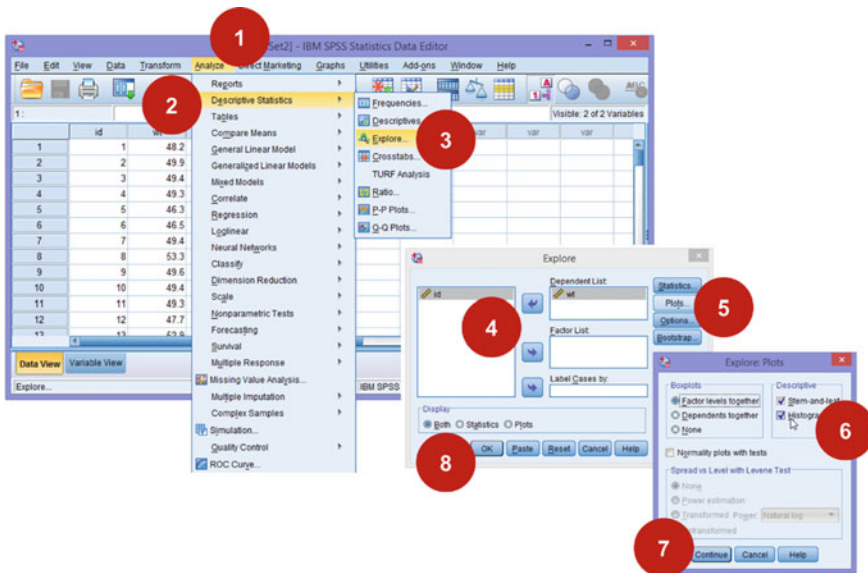 1
Set2] - IBM SPSS Statistics Data Editor
File Edit View Data Transform Analyze Direct Marketing Graphs Utilities Add-ons Window Help
2
1 :
Visible: 2 of 2 Variables
id
var var
1 1 48.2
2 2 49.9
3 3 49.4
4 4 49.3
5 5 46.3
6 6 46.5
7 7 49.4
8 8 53.3
9 9 49.6
10 10 49.4
11 11 49.3
12 12 47.7
13 13 52.9
Data View Variable View
Explore...
IBM SPSS
Reports
Descriptive Statistics
Tables
Compare Means
General Linear Model
Generalized Linear Models
Mixed Models
Correlate
Regression
Loglinear
Neural Networks
Classify
Dimension Reduction
Scale
Nonparametric Tests
Forecasting
Survival
Multiple Response
Missing Value Analysis...
Multiple Imputation
Complex Samples
Simulation...
Quality Control
ROC Curve...
Frequencies...
Descriptives...
Explore...
3
Crosstabs...
TURF Analysis
Ratio...
P-P Plots...
Q-Q Plots...
Explore
id
4
Dependent List:
wt
Factor List:
Label Cases by:
Statistics...
Plots...
Options...
Bootstrap...
5
Display
Both Statistics Plots
8
OK Paste Reset Cancel Help
Explore: Plots
Boxplots
Factor levels together
Dependents together
None
Descriptive
Stem-and-leaf
Histogra
6
Normality plots with tests
Spread vs Level with Levene Test
None
Power estimation
Transformed Power: Natural log
transformed
7
Continue Cancel Help